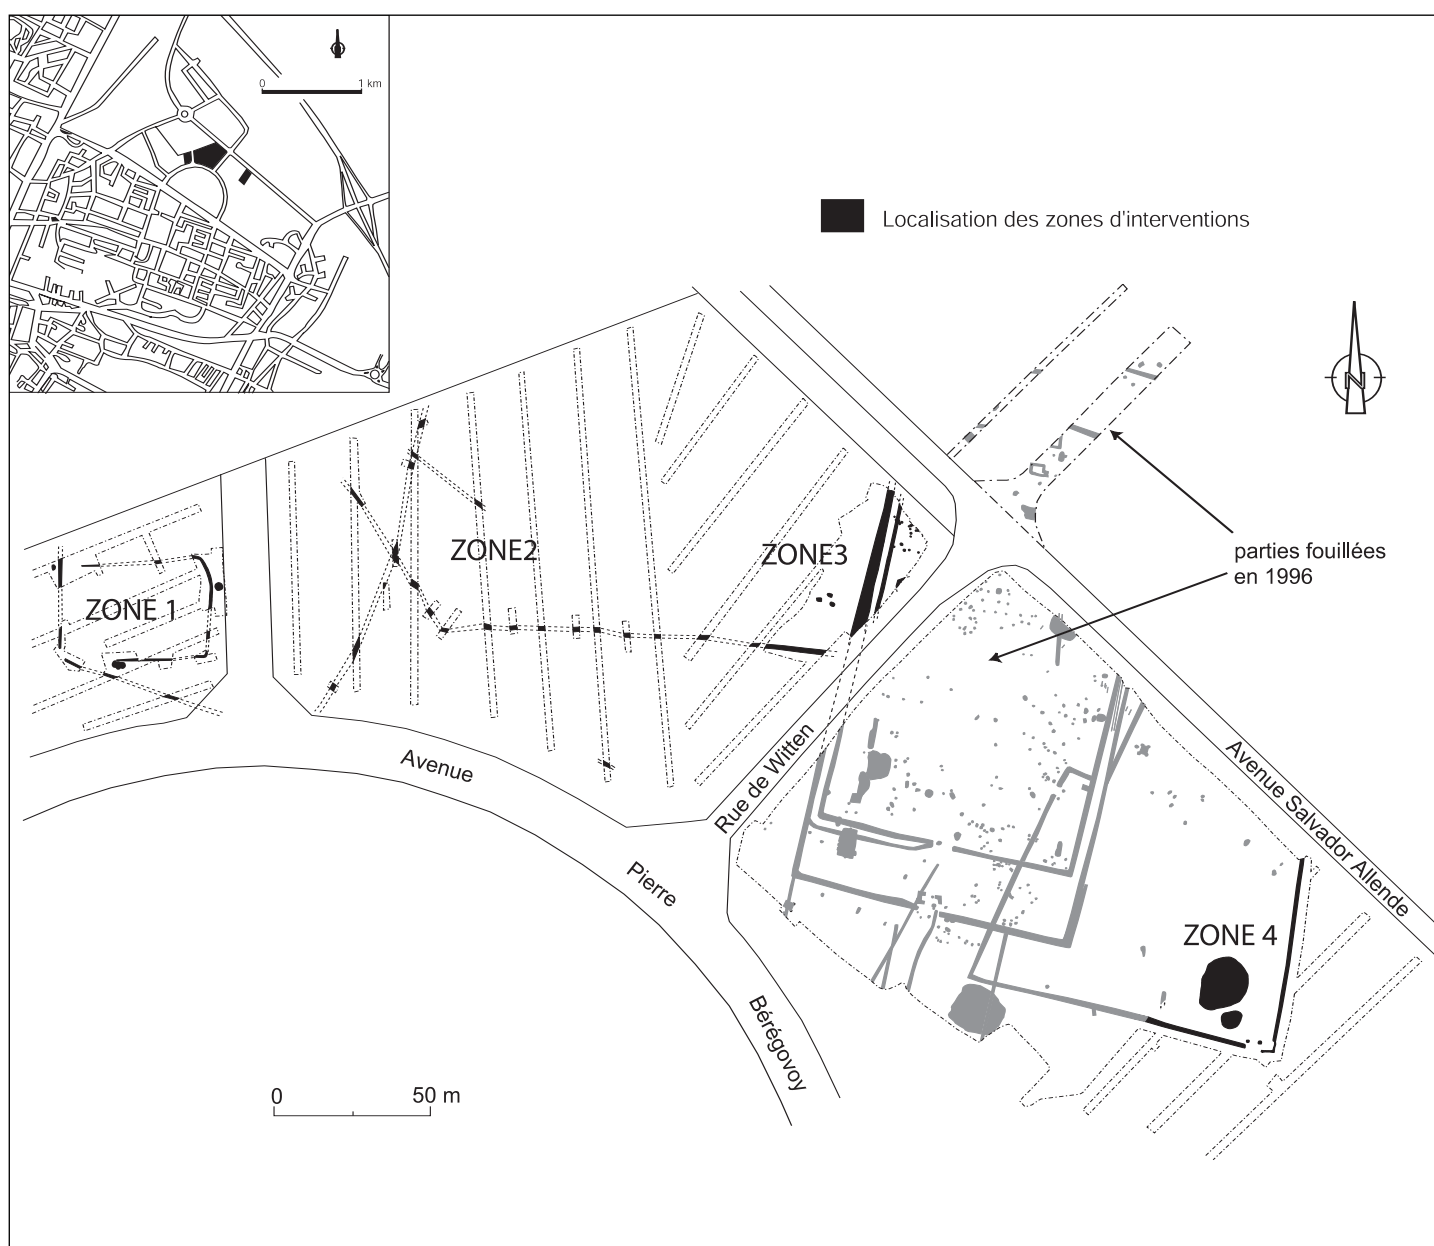 0 1 km
Localisation des zones d'interventions
N
ZONE2
ZONE3
parties fouillées
en 1996
ZONE 1
Avenue
Rue de Witten
Avenue Salvador Allende
Pierre
ZONE 4
Bérégovoy
0 50 m